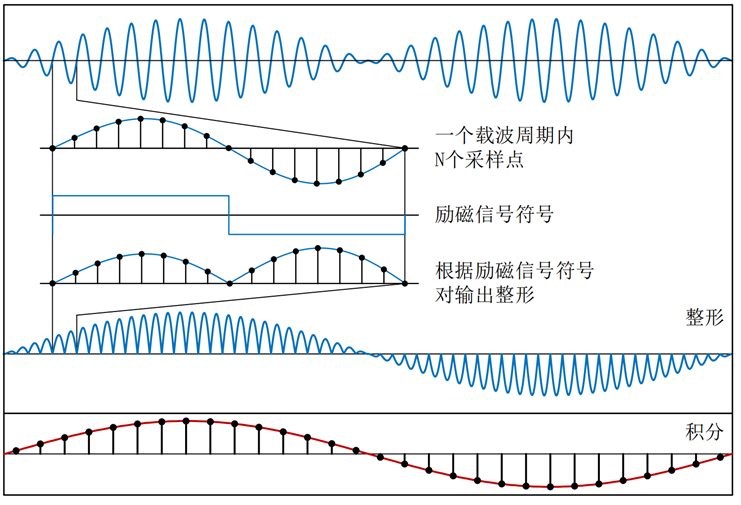 一个载波周期内
N个采样点
励磁信号符号
根据励磁信号符号
对输出整形
整形
积分